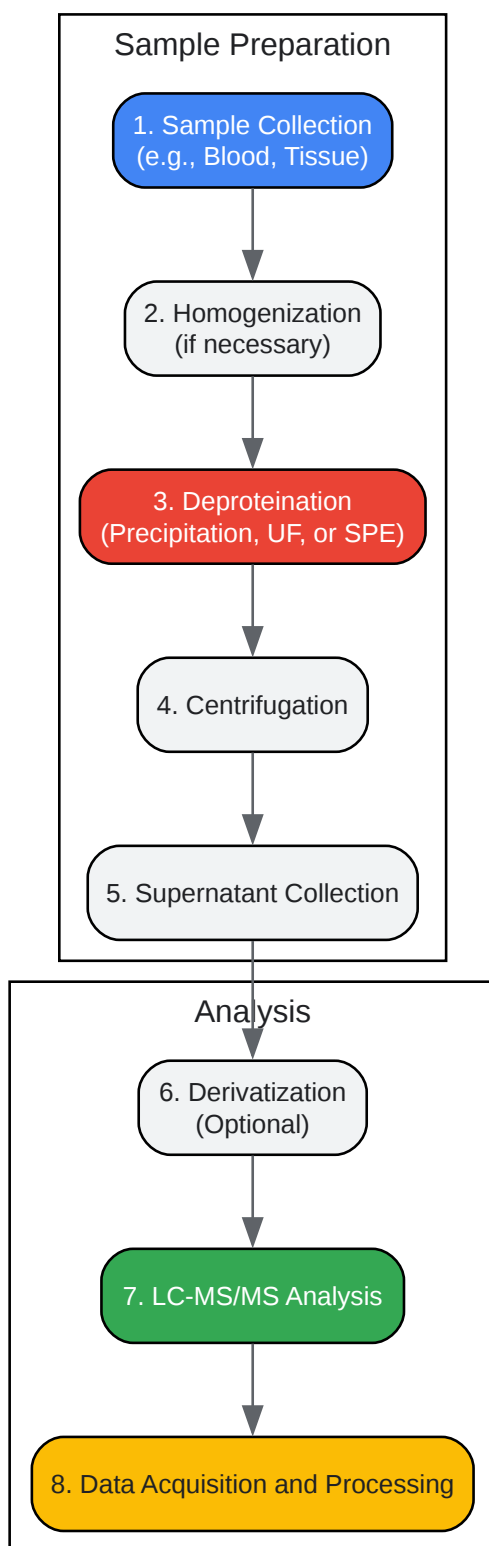 Sample Preparation
1. Sample Collection
(e.g., Blood, Tissue)
2. Homogenization
(if necessary)
3. Deproteination
(Precipitation, UF, or SPE)
4. Centrifugation
5. Supernatant Collection
Analysis
6. Derivatization
(Optional)
7. LC-MS/MS Analysis
8. Data Acquisition and Processing